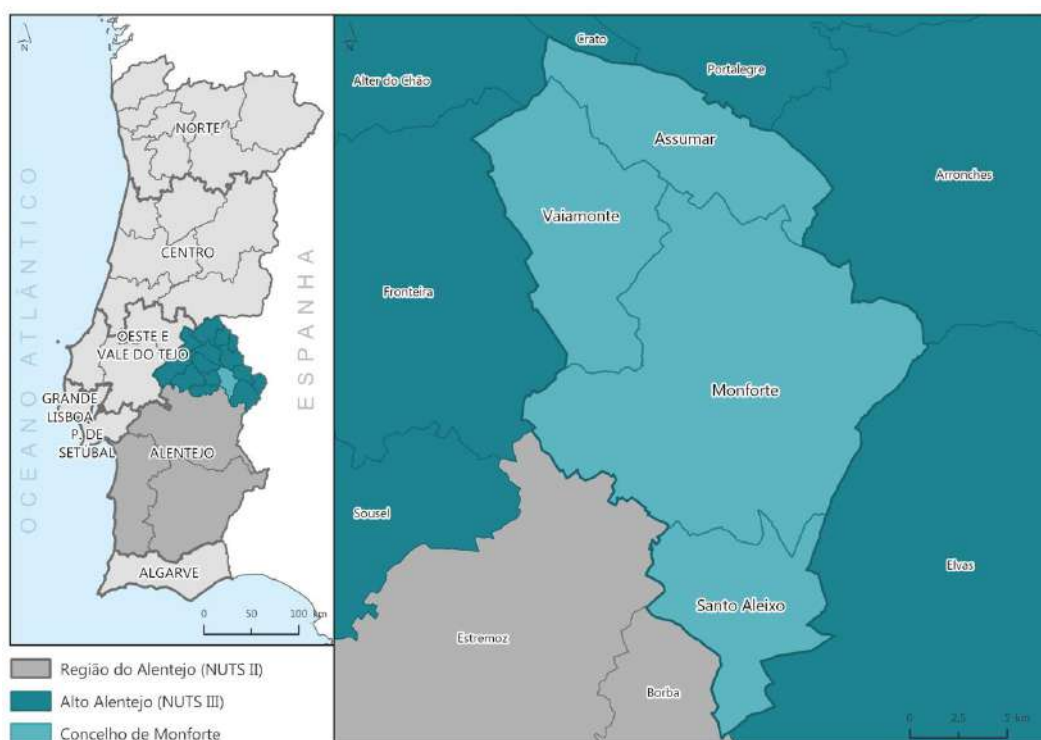 N
NORTE
CENTRO
OESTE E
VALE DO TEJO
GRANDE
LISBOA
P. DE
SETUBAL
ALENTEJO
ALGARVE
OCEANO ATLÂNTICO
ESPANHA
0 50 100 km
Região do Alentejo (NUTS II)
Alto Alentejo (NUTS III)
Concelho de Monforte
N
Crato
Alter do Chão
Portalegre
Assumar
Arronches
Vaiamonte
Fronteira
Monforte
Sousel
Elvas
Santo Aleixo
Estremoz
Borba
0 2,5 5 km